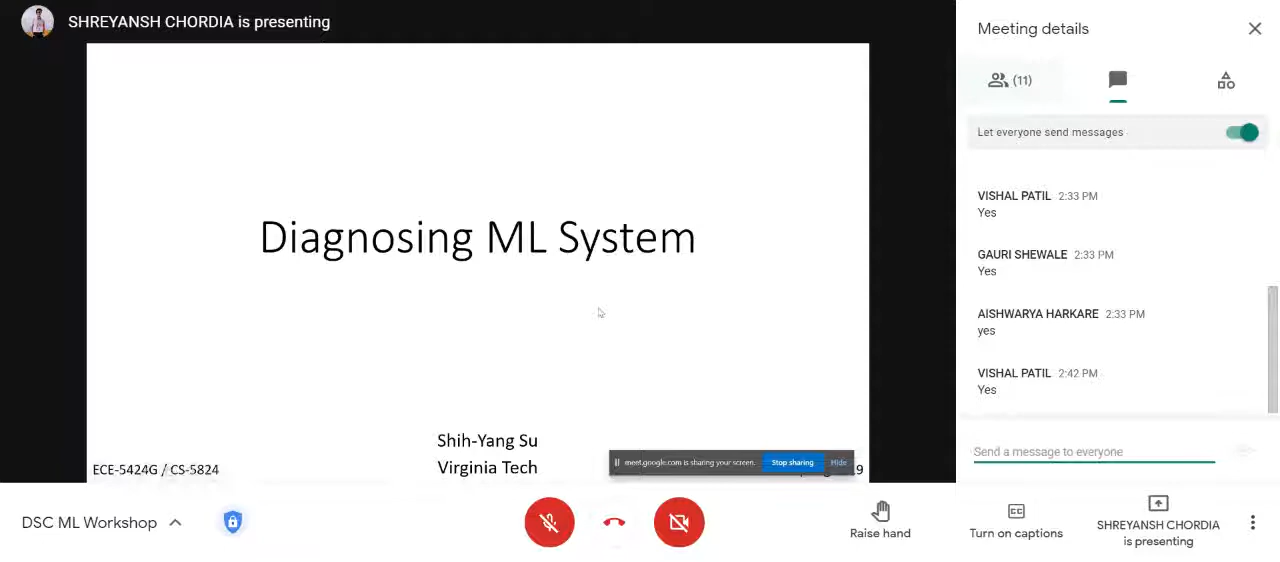 SHREYANSH CHORDIA is presenting
Diagnosing ML System
Shih-Yang Su
Virginia Tech
ECE-5424G / CS-5824
meet.google.com is sharing your screen.
Stop sharing
Hide
Meeting details
(11)
Let everyone send messages
VISHAL PATIL 2:33 PM
Yes
GAURI SHEWALE 2:33 PM
Yes
AISHWARYA HARKARE 2:33 PM
yes
VISHAL PATIL 2:42 PM
Yes
Send a message to everyone
DSC ML Workshop
Raise hand
Turn on captions
SHREYANSH CHORDIA
is presenting